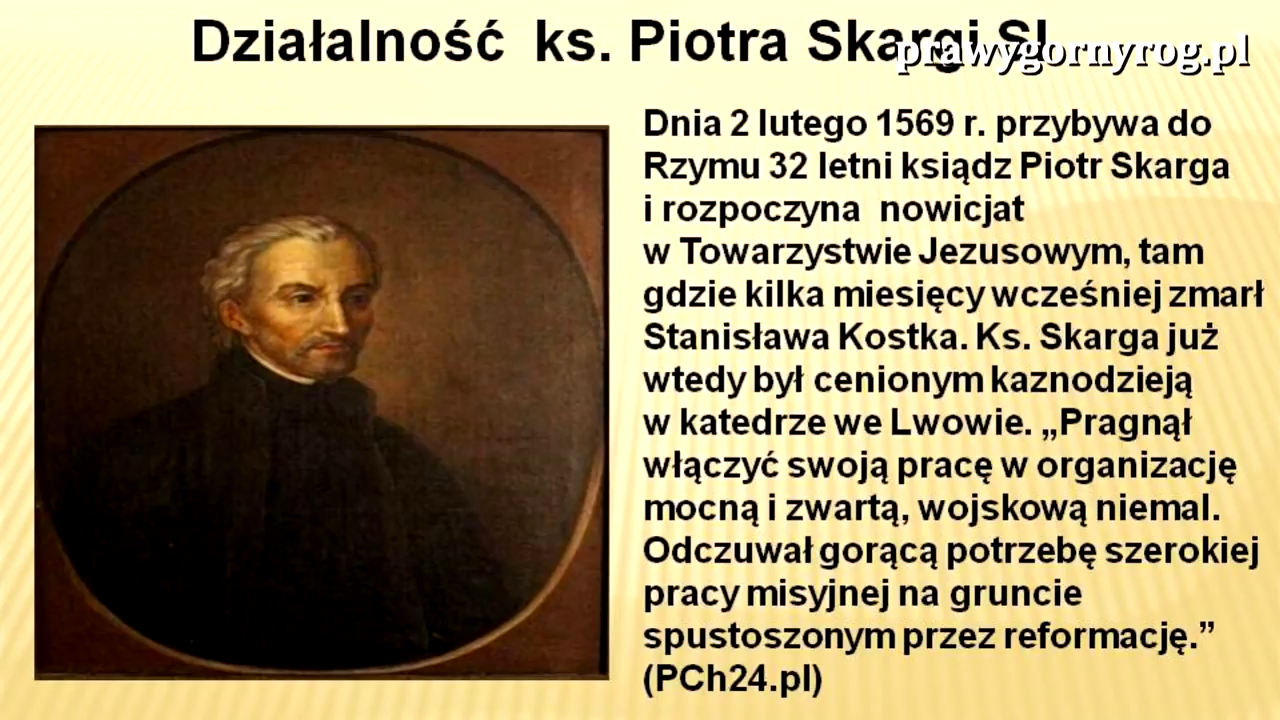 Działalność ks. Piotra Skargi SI
prawygornyrog.pl
Dnia 2 lutego 1569 r. przybywa do
Rzymu 32 letni ksiądz Piotr Skarga
i rozpoczyna nowicjat
w Towarzystwie Jezusowym, tam
gdzie kilka miesięcy wcześniej zmarł
Stanisława Kostka. Ks. Skarga już
wtedy był cenionym kaznodzieją
w katedrze we Lwowie. „Pragnął
włączyć swoją pracę w organizację
mocną i zwartą, wojskową niemal.
Odczuwał gorącą potrzebę szerokiej
pracy misyjnej na gruncie
spustoszonym przez reformację.”
(PCh24.pl)